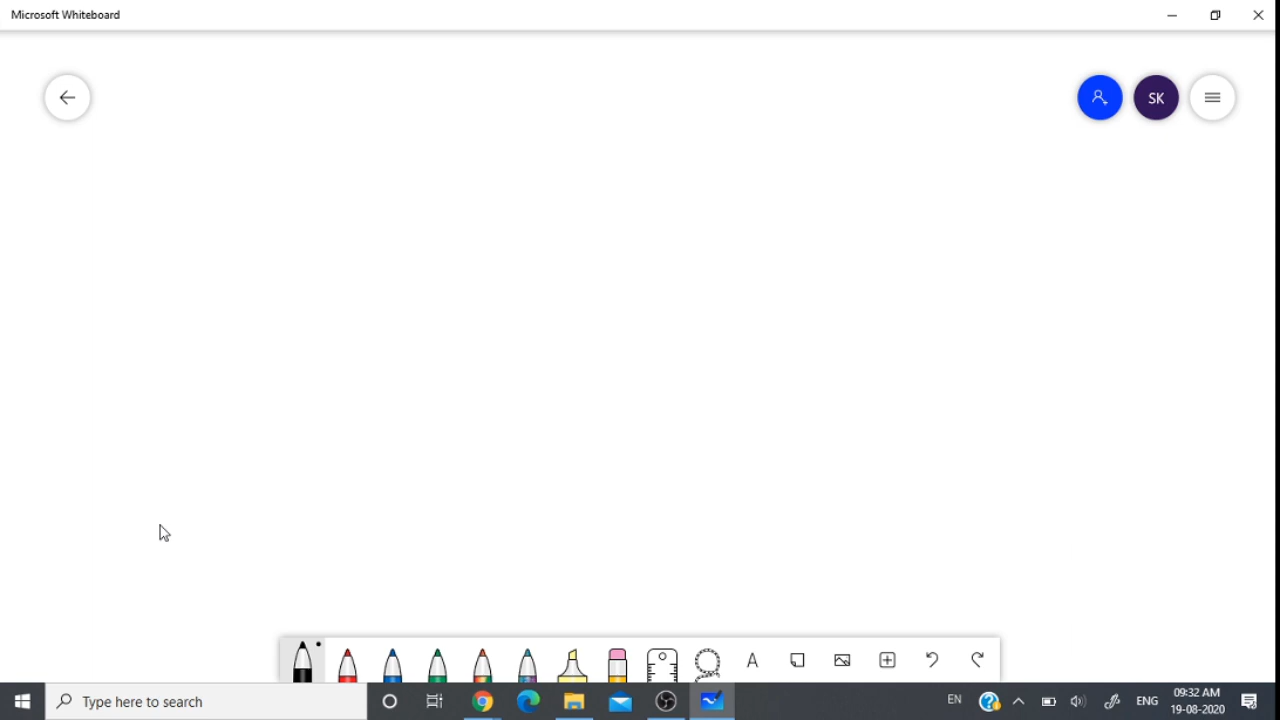 Microsoft Whiteboard
SK
A
Type here to search
EN
ENG
09:32 AM
19-08-2020